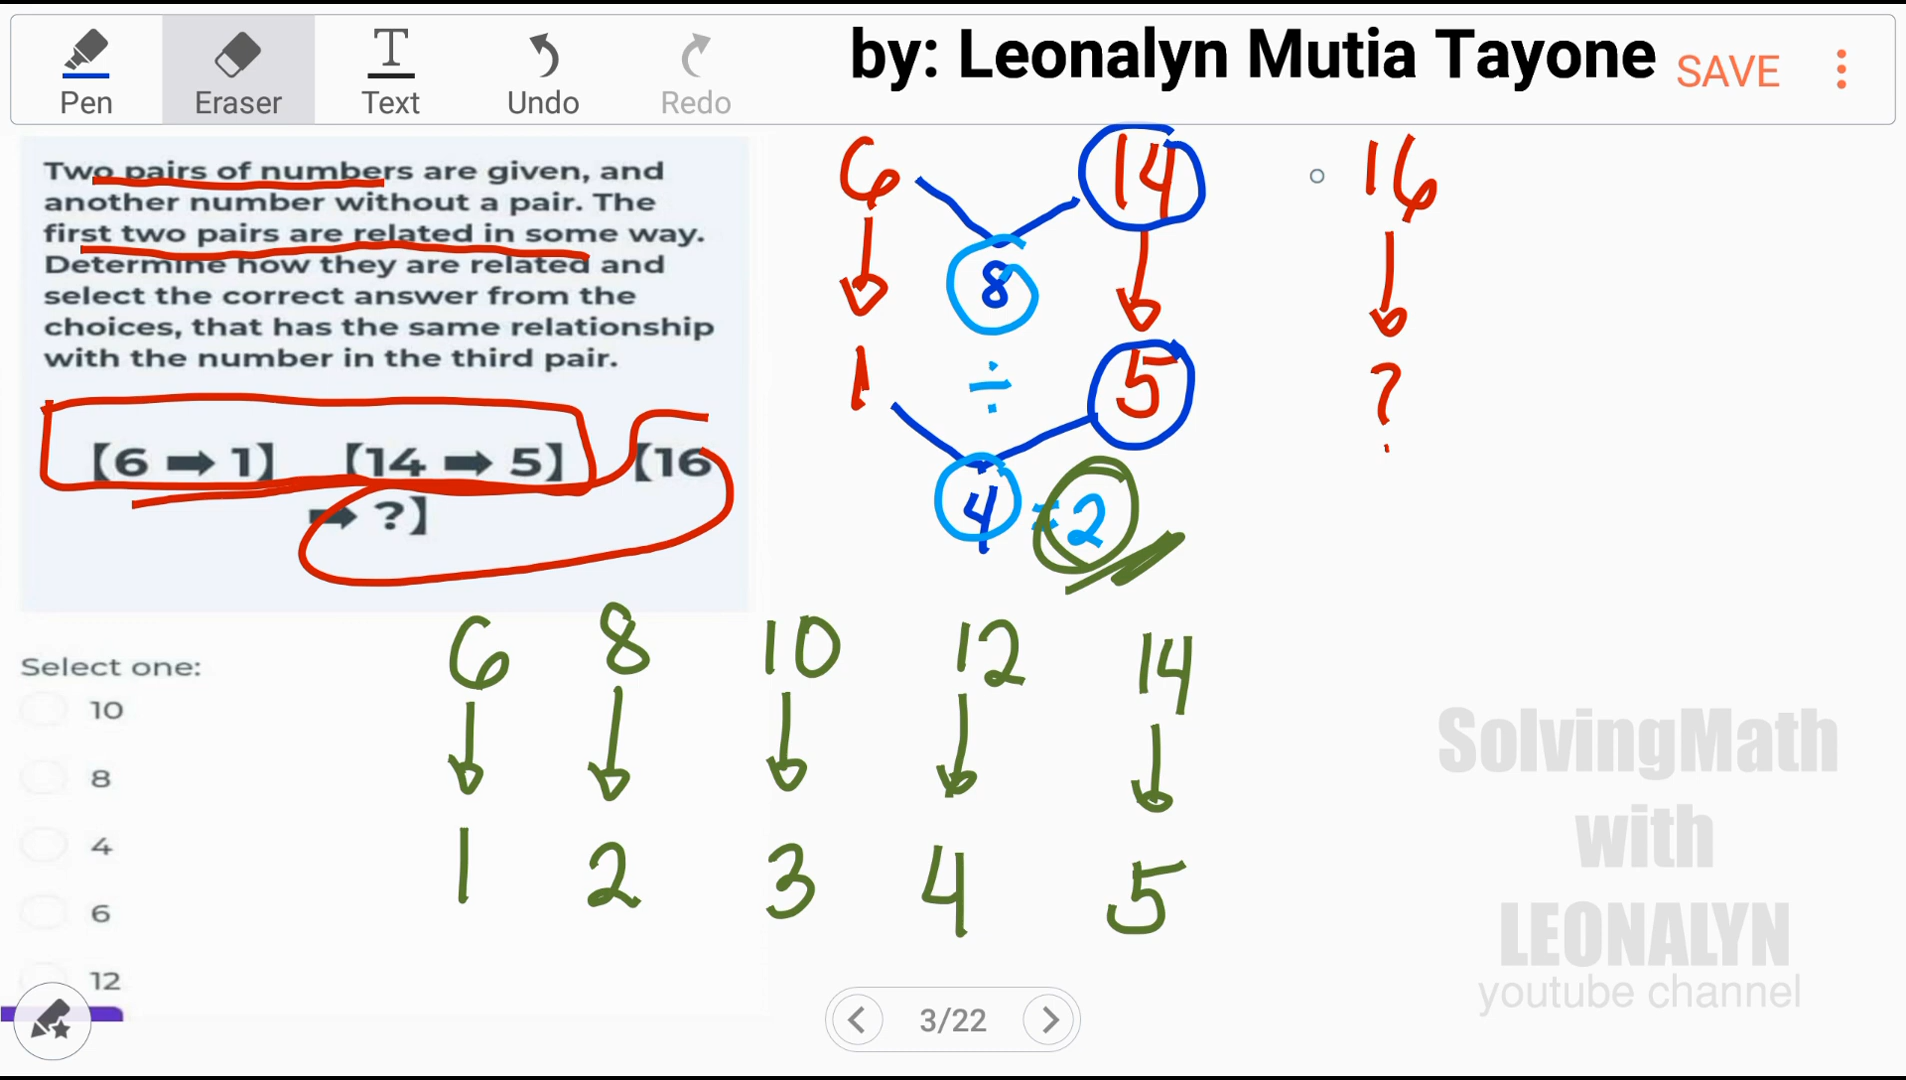 Pen
Eraser
Text
Undo
Redo
by: Leonalyn Mutia Tayone
SAVE
Two pairs of numbers are given, and
another number without a pair. The
first two pairs are related in some way.
Determine how they are related and
select the correct answer from the
choices, that has the same relationship
with the number in the third pair.
【6 ➡ 1】 【14 ➡ 5】 【16
➡ ?】
6 14 16
8
÷
1 5 ?
4 = 2
Select one:
10
8
4
6
12
6 8 10 12 14
1 2 3 4 5
SolvingMath
with
LEONALYN
youtube channel
3/22